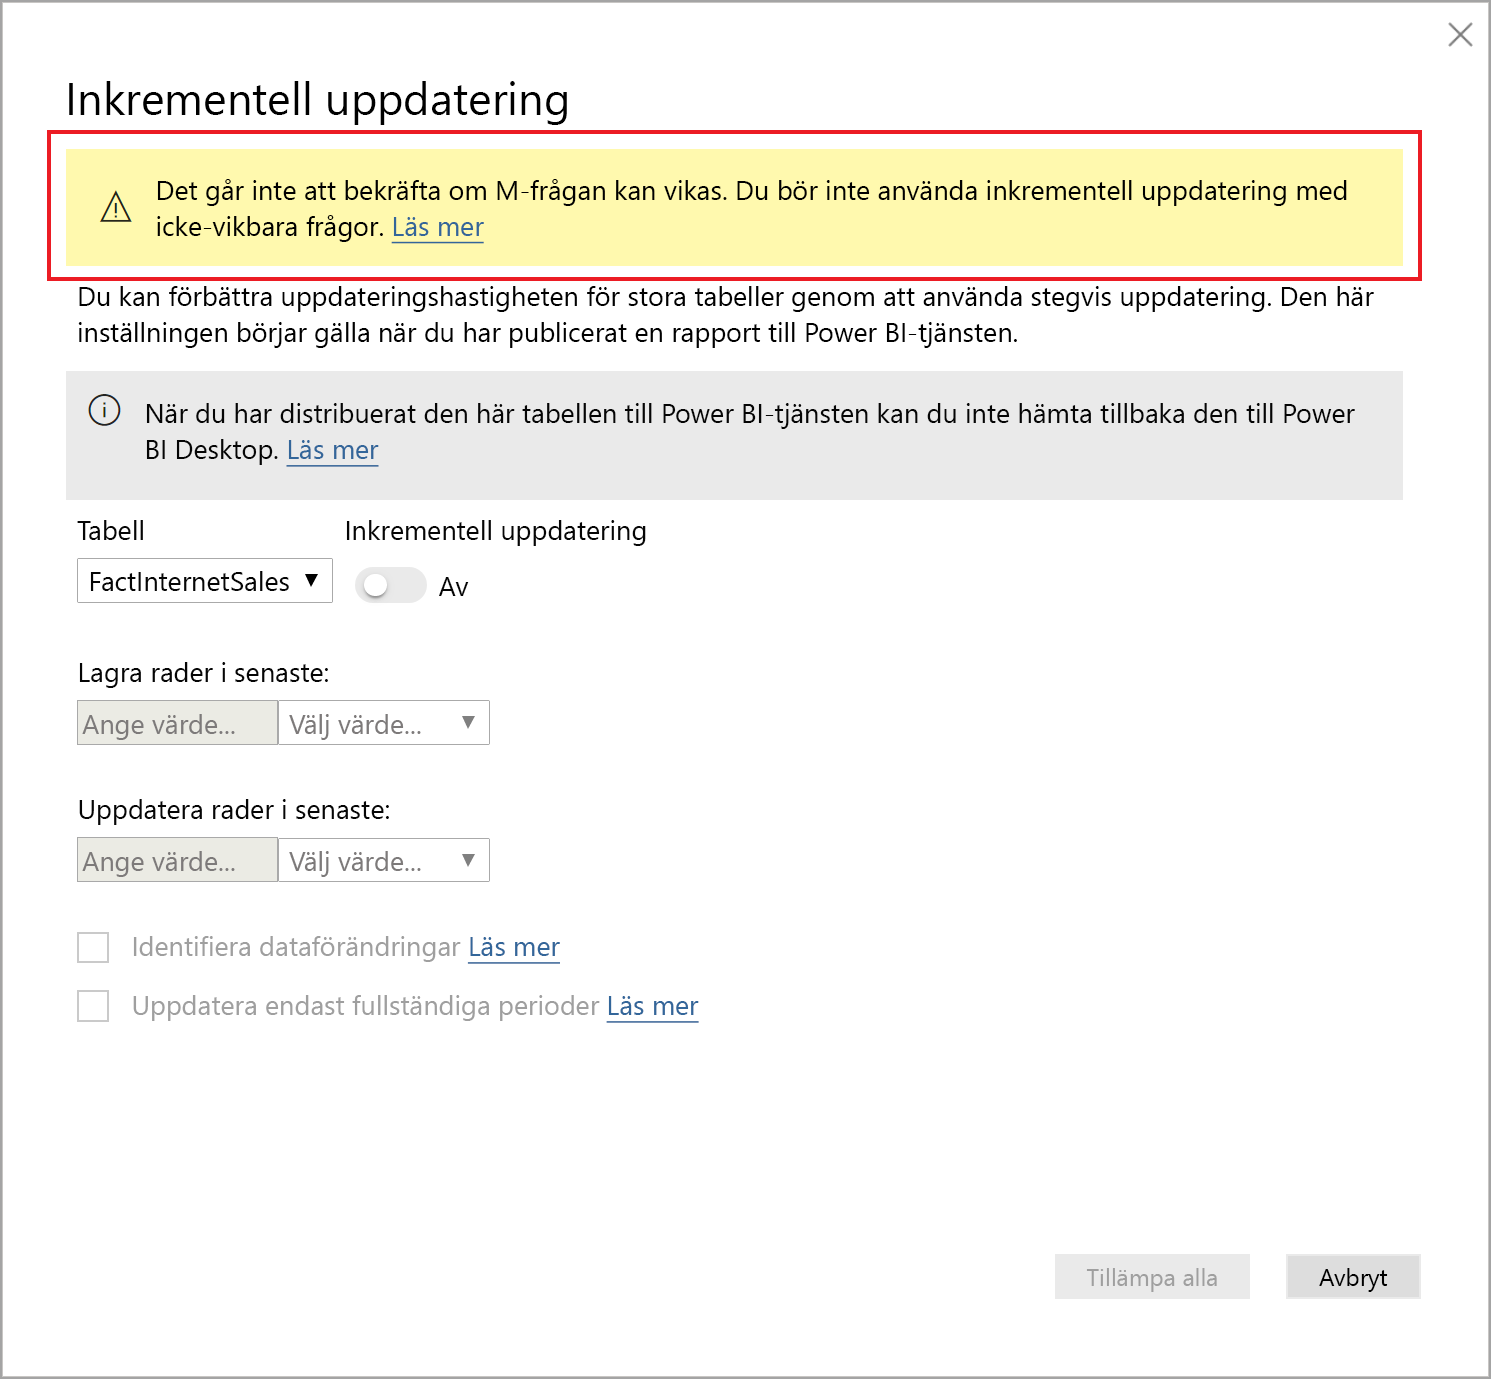 Inkrementell uppdatering
Det går inte att bekräfta om M-frågan kan vikas. Du bör inte använda inkrementell uppdatering med
icke-vikbara frågor. Läs mer
Du kan förbättra uppdateringshastigheten för stora tabeller genom att använda stegvis uppdatering. Den här
inställningen börjar gälla när du har publicerat en rapport till Power BI-tjänsten.
När du har distribuerat den här tabellen till Power BI-tjänsten kan du inte hämta tillbaka den till Power
BI Desktop. Läs mer
Tabell Inkrementell uppdatering
FactInternetSales Av
Lagra rader i senaste:
Ange värde... Välj värde...
Uppdatera rader i senaste:
Ange värde... Välj värde...
Identifiera dataförändringar Läs mer
Uppdatera endast fullständiga perioder Läs mer
Tillämpa alla Avbryt